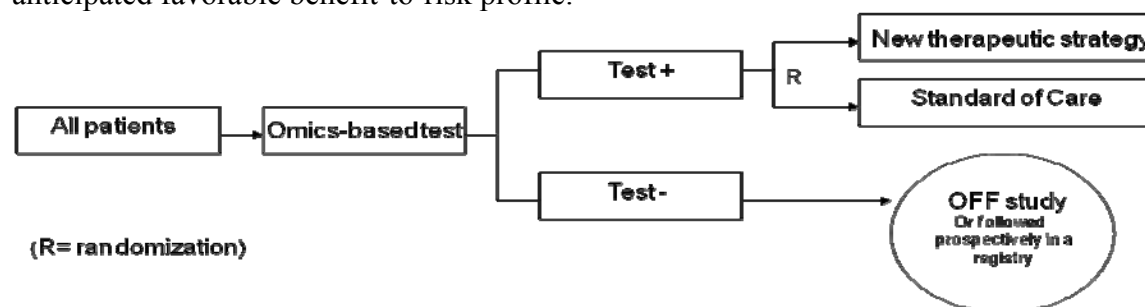 anticipated favorable benefit-to-risk profile.
New therapeutic strategy
Test+
R
Standard of Care
All patients
Omics-basedtest
Test-
OFF study
Or followed
prospectively in a
registry
(R= randomization)